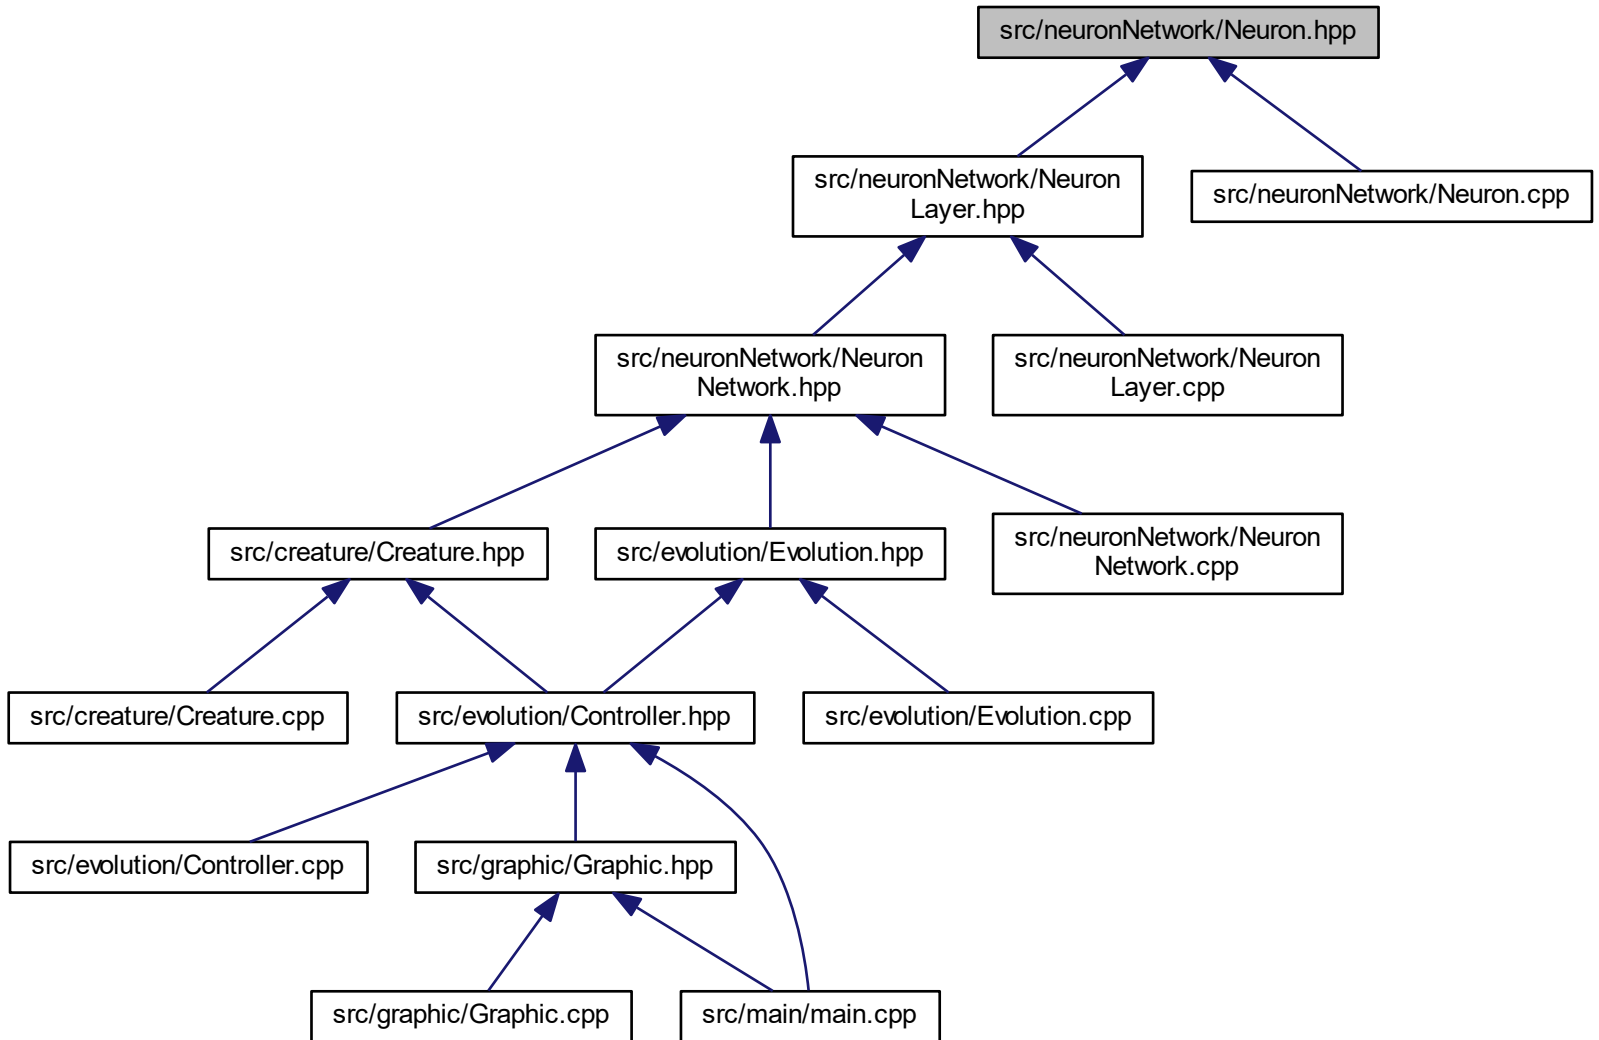 src/neuronNetwork/Neuron.hpp
src/neuronNetwork/Neuron
Layer.hpp
src/neuronNetwork/Neuron.cpp
src/neuronNetwork/Neuron
Network.hpp
src/neuronNetwork/Neuron
Layer.cpp
src/creature/Creature.hpp
src/evolution/Evolution.hpp
src/neuronNetwork/Neuron
Network.cpp
src/creature/Creature.cpp
src/evolution/Controller.hpp
src/evolution/Evolution.cpp
src/evolution/Controller.cpp
src/graphic/Graphic.hpp
src/graphic/Graphic.cpp
src/main/main.cpp